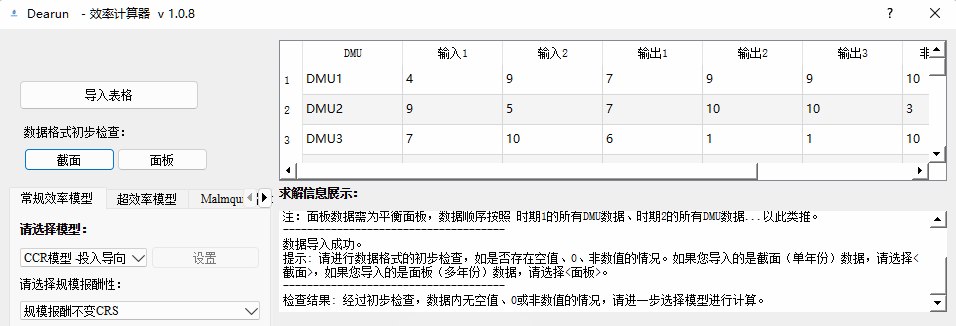 Dearun - 效率计算器 v 1.0.8
?
导入表格
数据格式初步检查：
截面 面板
常规效率模型 超效率模型 Malmqu
请选择模型：
CCR模型 -投入导向 设置
请选择规模报酬性：
规模报酬不变CRS
DMU 输入1 输入2 输出1 输出2 输出3
1 DMU1 4 9 7 9 9 10
2 DMU2 9 5 7 10 10 3
3 DMU3 7 10 6 1 1 10
求解信息展示：
注：面板数据需为平衡面板，数据顺序按照 时期1的所有DMU数据、时期2的所有DMU数据...以此类推。
--------------------------------
数据导入成功。
提示：请进行数据格式的初步检查，如是否存在空值、0、非数值的情况。如果您导入的是截面（单年份）数据，请选择<
截面>，如果您导入的是面板（多年份）数据，请选择<面板>。
--------------------------------
检查结果：经过初步检查，数据内无空值、0或非数值的情况，请进一步选择模型进行计算。